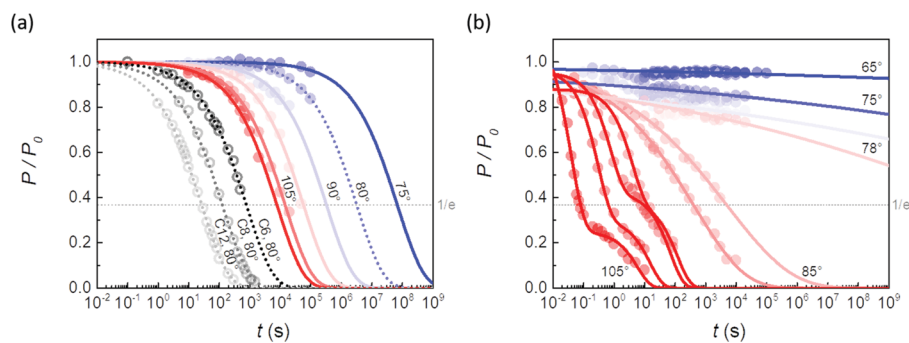 (a)
(b)
1.0
0.8
0.6
0.4
0.2
0.0
P / P₀
105°
90°
80°
75°
C12, 80°
C8, 80°
C6, 80°
1/e
10⁻² 10⁻¹ 10⁰ 10¹ 10² 10³ 10⁴ 10⁵ 10⁶ 10⁷ 10⁸ 10⁹
t (s)
1.0
0.8
0.6
0.4
0.2
0.0
P / P₀
65°
75°
78°
1/e
105°
85°
10⁻² 10⁻¹ 10⁰ 10¹ 10² 10³ 10⁴ 10⁵ 10⁶ 10⁷ 10⁸ 10⁹
t (s)